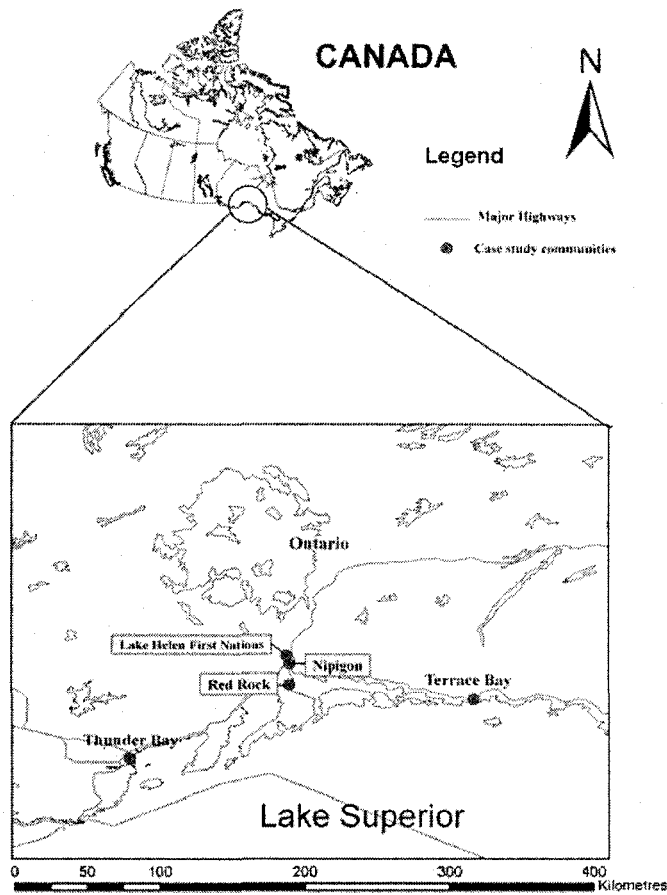 CANADA
N
Legend
Major Highways
Case study communities
Ontario
Lake Helen First Nations
Nipigon
Red Rock
Terrace Bay
Thunder Bay
Lake Superior
0 50 100 200 300 400 Kilometres